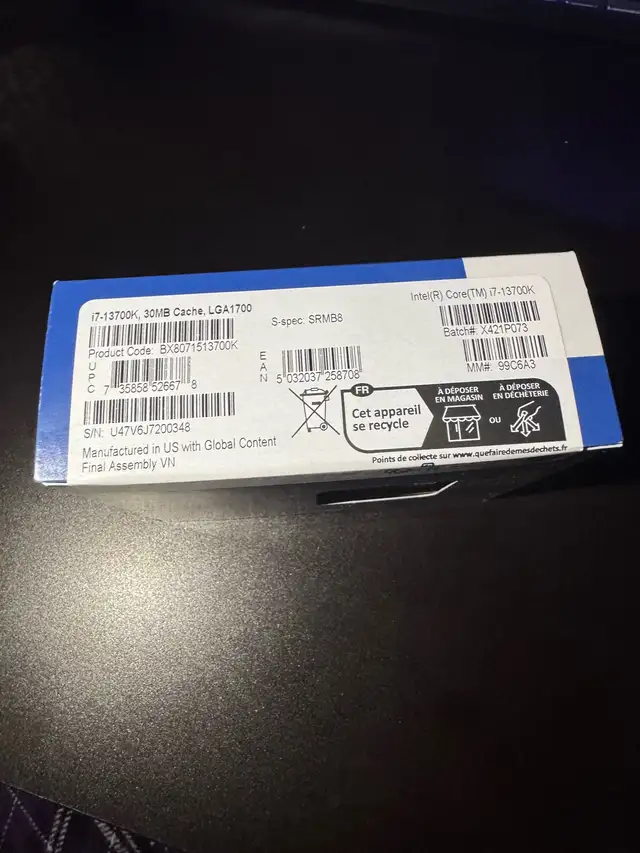 i7-13700K, 30MB Cache, LGA1700
Product Code: BX8071513700K
UPC
7 35858 52667 8
S/N: U47V6J7200348
Manufactured in US with Global Content
Final Assembly VN
S-spec: SRMB8
EAN
5 032037 258708
Intel(R) Core(TM) i7-13700K
Batch#: X421P073
MM#: 99C6A3
FR
Cet appareil
se recycle
À DÉPOSER
EN MAGASIN
OU
À DÉPOSER
EN DÉCHÈTERIE
Points de collecte sur www.quefairedemesdechets.fr